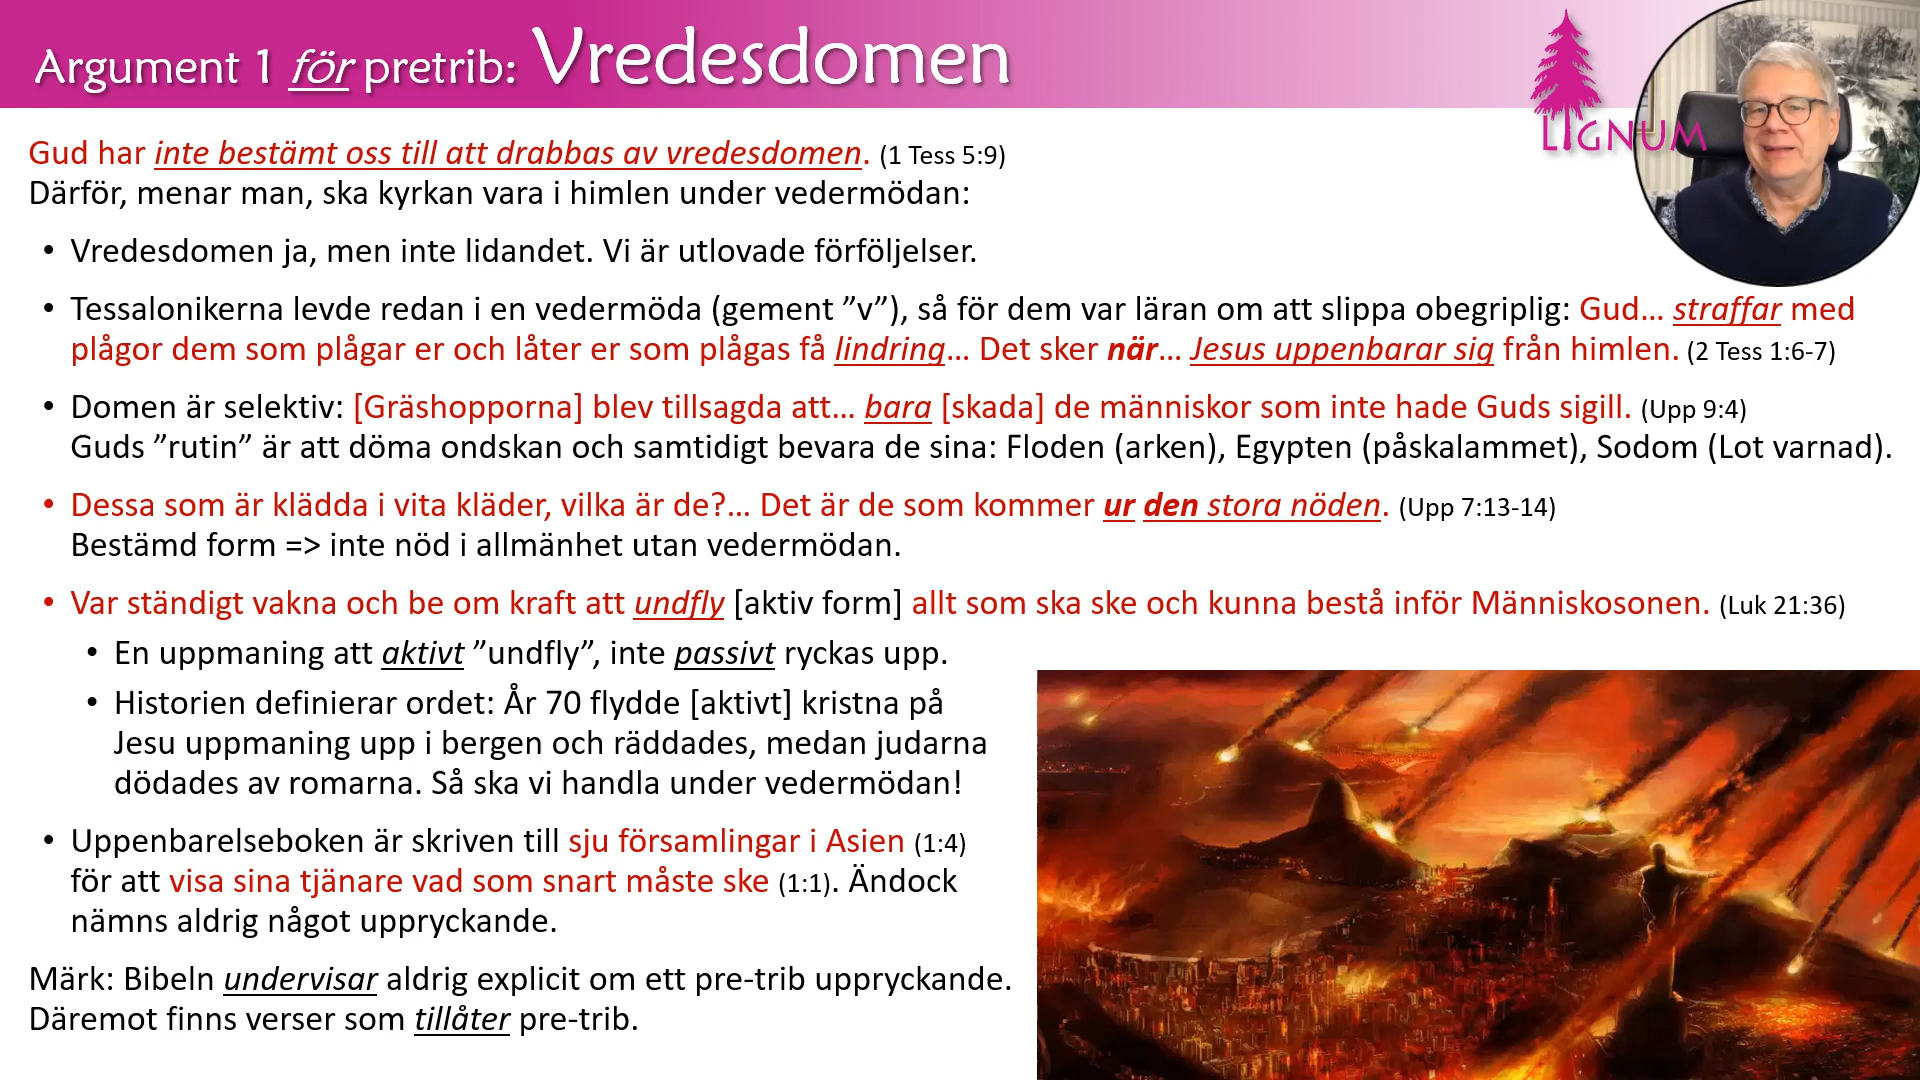 Argument 1 för pretrib: Vredesdomen
LIGNUM
Gud har inte bestämt oss till att drabbas av vredesdomen. (1 Tess 5:9)
Därför, menar man, ska kyrkan vara i himlen under vedermödan:
• Vredesdomen ja, men inte lidandet. Vi är utlovade förföljelser.
• Tessalonikerna levde redan i en vedermöda (gement ”v”), så för dem var läran om att slippa obegriplig: Gud... straffar med
plågor dem som plågar er och låter er som plågas få lindring... Det sker när... Jesus uppenbarar sig från himlen. (2 Tess 1:6-7)
• Domen är selektiv: [Gräshopporna] blev tillsagda att... bara [skada] de människor som inte hade Guds sigill. (Upp 9:4)
Guds ”rutin” är att döma ondskan och samtidigt bevara de sina: Floden (arken), Egypten (påskalammet), Sodom (Lot varnad).
• Dessa som är klädda i vita kläder, vilka är de?... Det är de som kommer ur den stora nöden. (Upp 7:13-14)
Bestämd form => inte nöd i allmänhet utan vedermödan.
• Var ständigt vakna och be om kraft att undfly [aktiv form] allt som ska ske och kunna bestå inför Människosonen. (Luk 21:36)
• En uppmaning att aktivt ”undfly”, inte passivt ryckas upp.
• Historien definierar ordet: År 70 flydde [aktivt] kristna på
Jesu uppmaning upp i bergen och räddades, medan judarna
dödades av romarna. Så ska vi handla under vedermödan!
• Uppenbarelseboken är skriven till sju församlingar i Asien (1:4)
för att visa sina tjänare vad som snart måste ske (1:1). Ändock
nämns aldrig något uppryckande.
Märk: Bibeln undervisar aldrig explicit om ett pre-trib uppryckande.
Däremot finns verser som tillåter pre-trib.